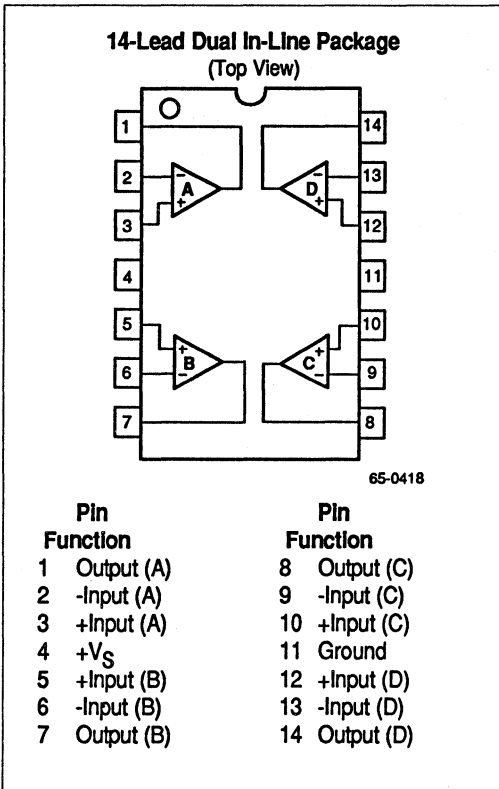 14-Lead Dual In-Line Package
(Top View)
1
14
2
- A +
- D +
13
3
12
4
11
5
10
+ B -
+ C -
6
9
7
8
65-0418
Pin
Function
1 Output (A)
2 -Input (A)
3 +Input (A)
4 +VS
5 +Input (B)
6 -Input (B)
7 Output (B)
Pin
Function
8 Output (C)
9 -Input (C)
10 +Input (C)
11 Ground
12 +Input (D)
13 -Input (D)
14 Output (D)